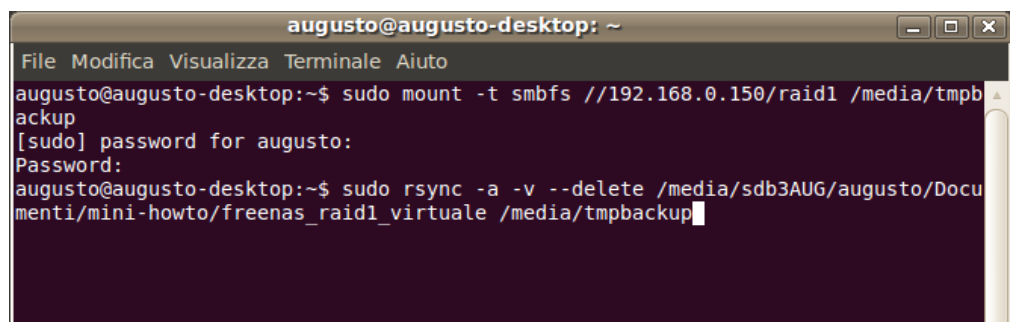 augusto@augusto-desktop: ~
File Modifica Visualizza Terminale Aiuto
augusto@augusto-desktop:~$ sudo mount -t smbfs //192.168.0.150/raid1 /media/tmpb
ackup
[sudo] password for augusto:
Password:
augusto@augusto-desktop:~$ sudo rsync -a -v --delete /media/sdb3AUG/augusto/Docu
menti/mini-howto/freenas_raid1_virtuale /media/tmpbackup